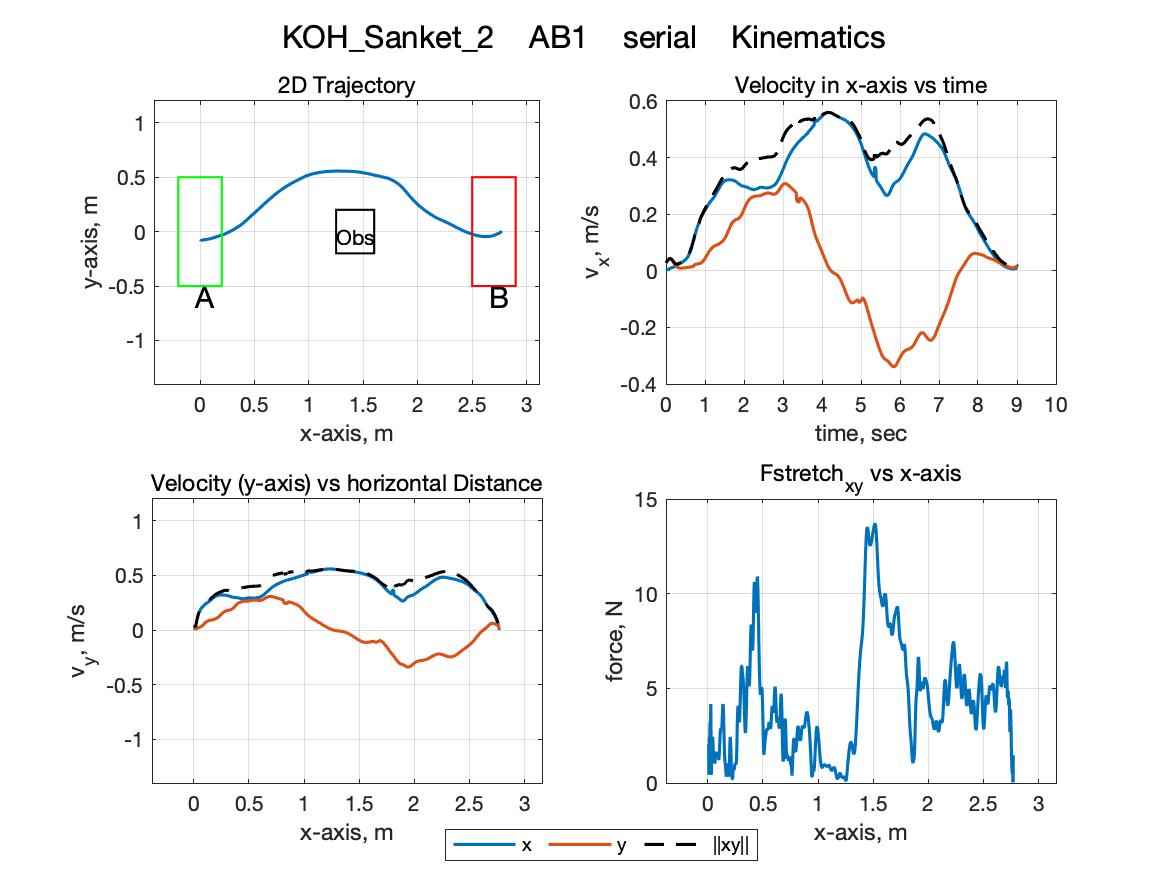 KOH_Sanket_2 AB1 serial Kinematics
2D Trajectory
1
0.5
0
-0.5
-1
y-axis, m
Obs
A
B
0 0.5 1 1.5 2 2.5 3
x-axis, m
Velocity in x-axis vs time
0.6
0.4
0.2
0
-0.2
-0.4
v_x, m/s
0 1 2 3 4 5 6 7 8 9 10
time, sec
Velocity (y-axis) vs horizontal Distance
1
0.5
0
-0.5
-1
v_y, m/s
0 0.5 1 1.5 2 2.5 3
x-axis, m
Fstretch_xy vs x-axis
15
10
5
0
force, N
0 0.5 1 1.5 2 2.5 3
x-axis, m
x y ||xy||